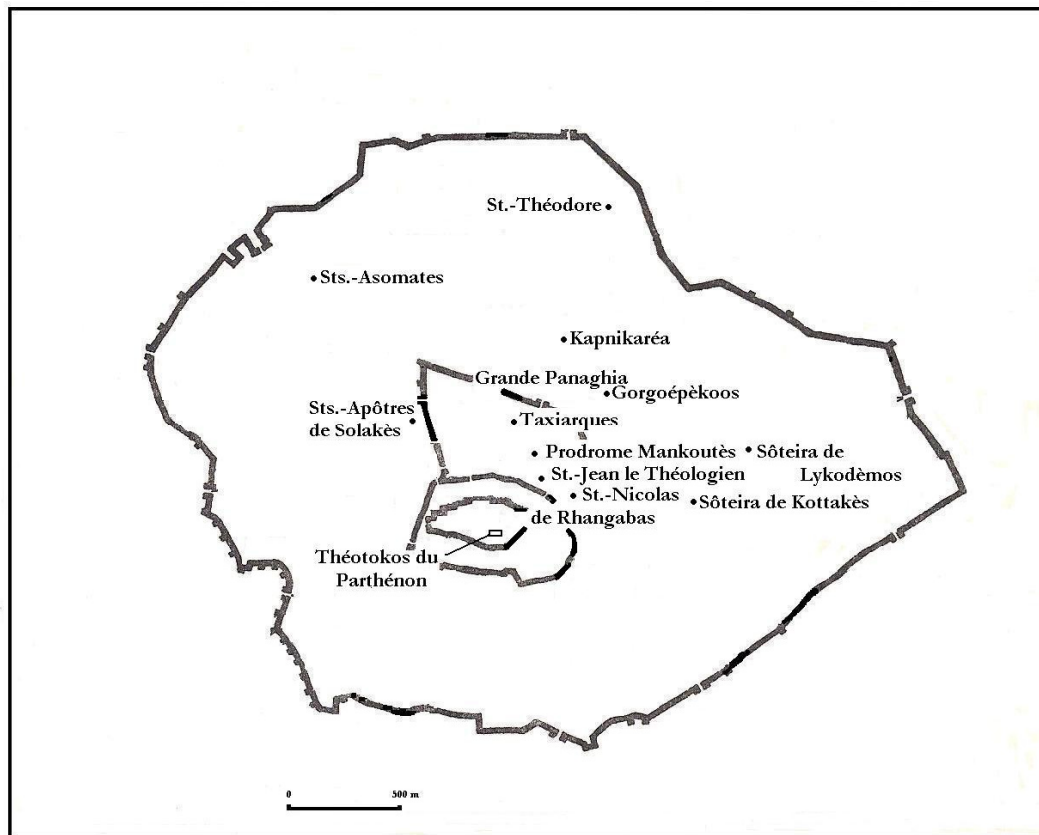 St.-Théodore
Sts.-Asomates
Kapnikaréa
Grande Panaghia
Gorgoépèkoos
Sts.-Apôtres
de Solakès
Taxiarques
Prodrome Mankoutès
Sôteira de
Lykodèmos
St.-Jean le Théologien
St.-Nicolas
de Rhangabas
Sôteira de Kottakès
Théotokos du
Parthénon
0 500 m